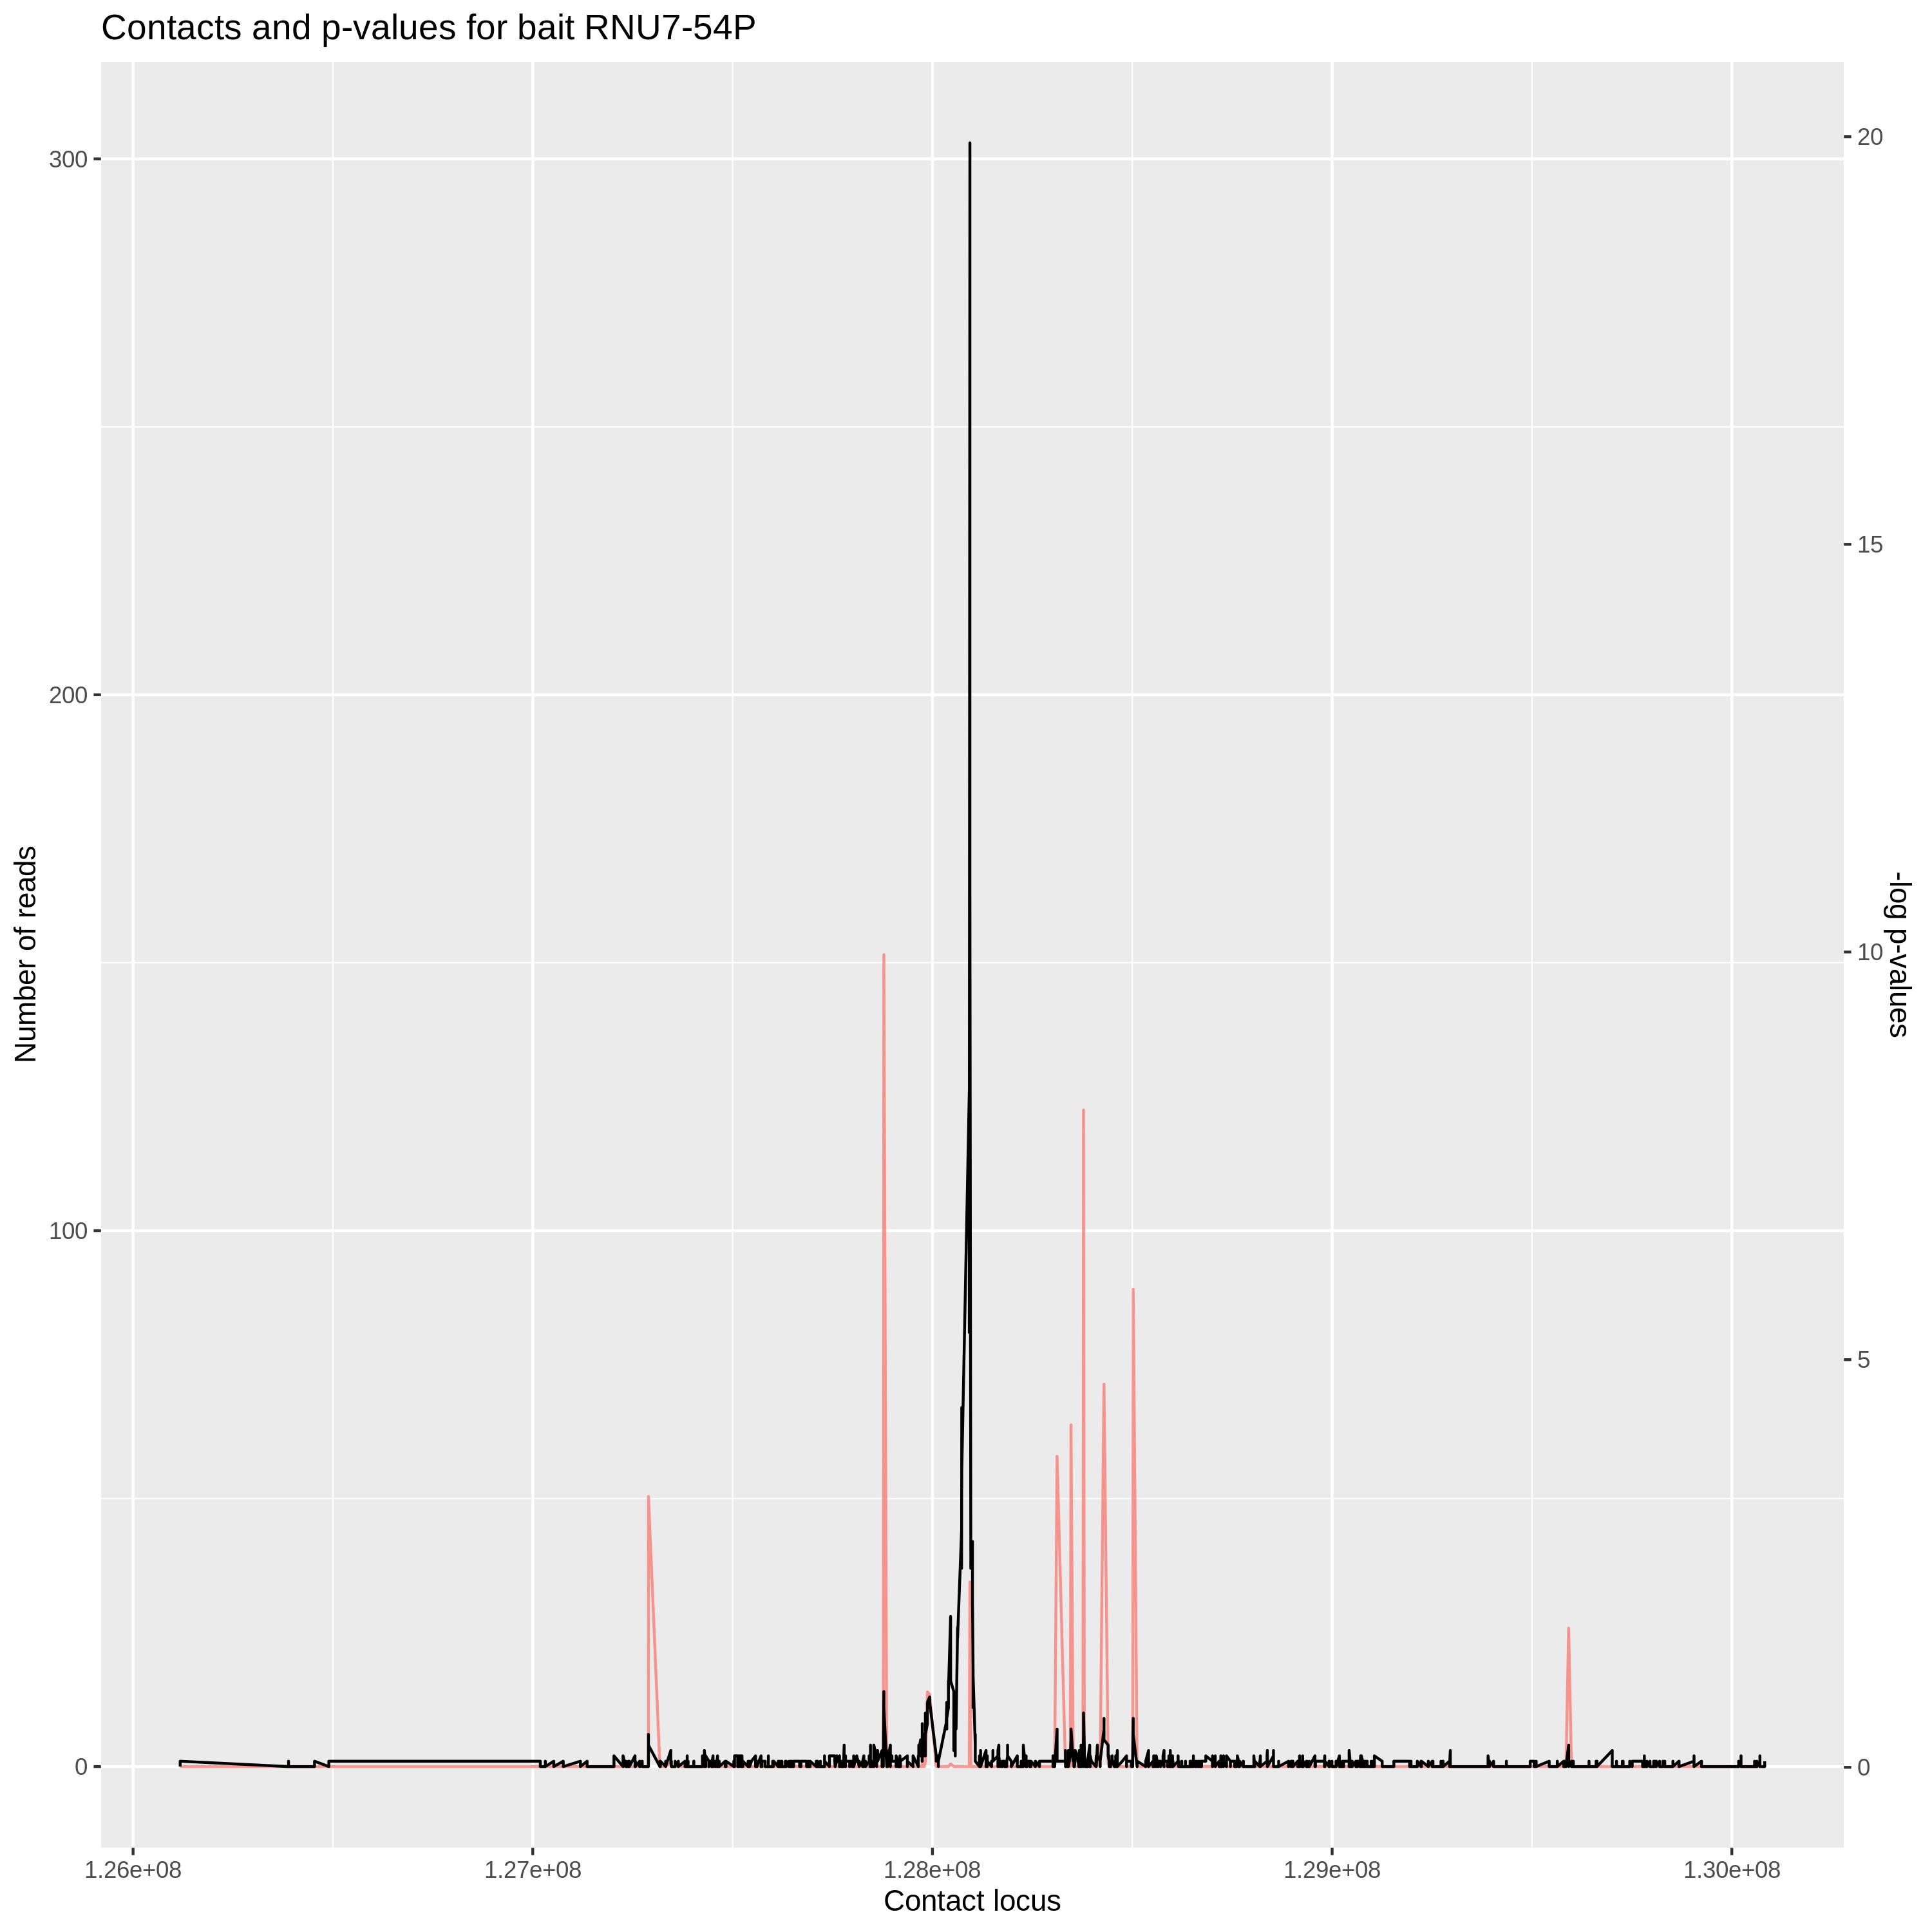 Contacts and p-values for bait RNU7-54P
300
200
100
0
Number of reads
20
15
10
5
0
-log p-values
1.26e+08
1.27e+08
1.28e+08
1.29e+08
1.30e+08
Contact locus